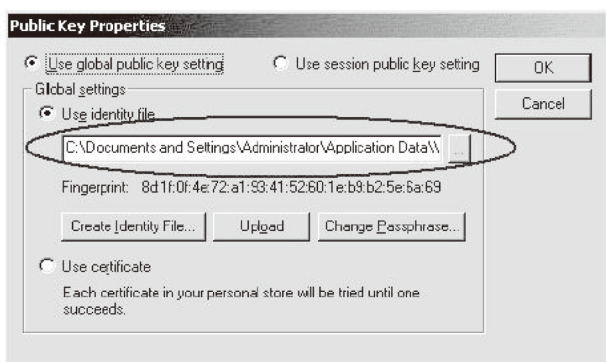 Public Key Properties
Use global public key setting
Use session public key setting
OK
Global settings
Cancel
Use identity file
C:\Documents and Settings\Administrator\Application Data\\
...
Fingerprint: 8d:1f:0f:4e:72:a1:93:41:52:60:1e:b9:b2:5e:6a:69
Create Identity File...
Upload
Change Passphrase...
Use certificate
Each certificate in your personal store will be tried until one
succeeds.